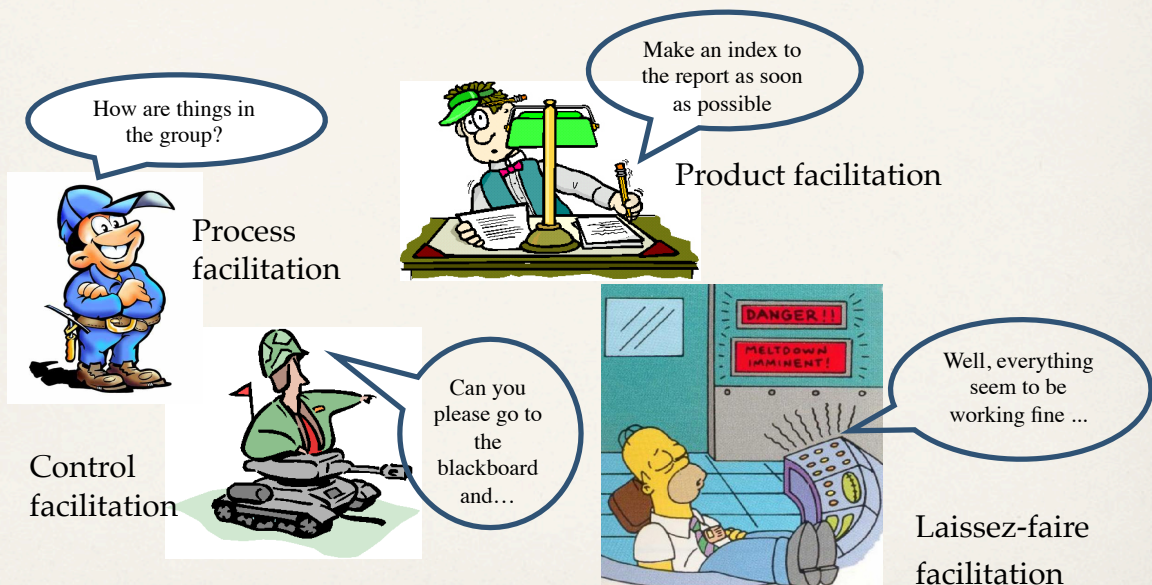 Make an index to
the report as soon
as possible
How are things in
the group?
Product facilitation
Process
facilitation
DANGER!!
MELTDOWN
IMMINENT!
Well, everything
seem to be
working fine ...
Can you
please go to
the
blackboard
and…
Control
facilitation
Laissez-faire
facilitation